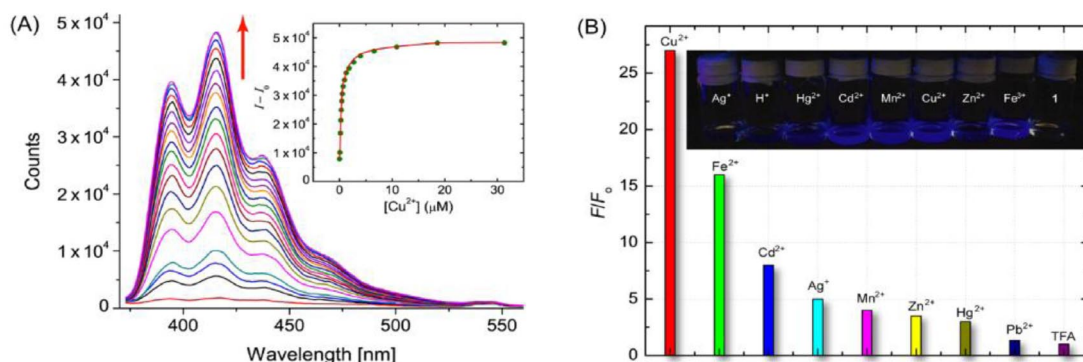 (A)
5 x 10⁴
4 x 10⁴
3 x 10⁴
2 x 10⁴
1 x 10⁴
0
Counts
400
450
500
550
Wavelength [nm]
5 x 10⁴
4 x 10⁴
3 x 10⁴
2 x 10⁴
1 x 10⁴
0
I – I₀
0
10
20
30
[Cu²⁺] (µM)
(B)
25
20
15
10
5
0
F/Fₒ
Cu²⁺
Fe²⁺
Cd²⁺
Ag⁺
Mn²⁺
Zn²⁺
Hg²⁺
Pb²⁺
TFA
Ag⁺ H⁺ Hg²⁺ Cd²⁺ Mn²⁺ Cu²⁺ Zn²⁺ 1